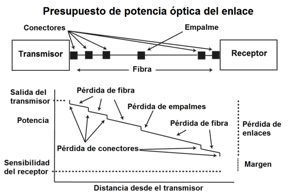 Presupuesto de potencia óptica del enlace
Conectores
Empalme
Transmisor
Receptor
Fibra
Salida del
transmisor
Pérdida de fibra
Pérdida de empalmes
Potencia
Pérdida de fibra
Pérdida de
enlaces
Pérdida de conectores
Sensibilidad
del receptor
Margen
Distancia desde el transmisor